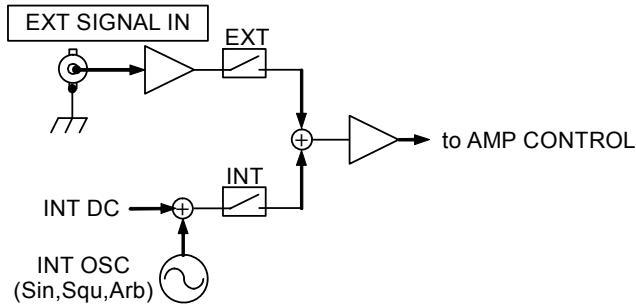 EXT SIGNAL IN
EXT
to AMP CONTROL
INT
INT DC
INT OSC
(Sin,Squ,Arb)